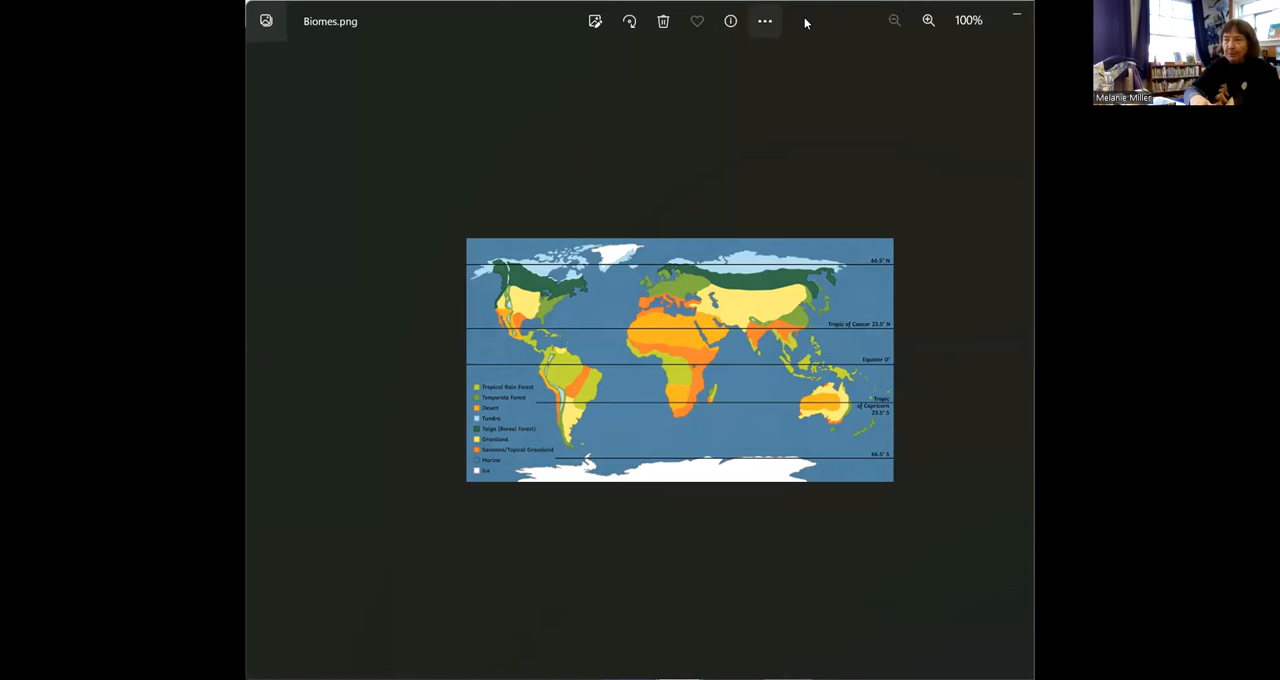 Biomes.png
100%
Melanie Miller
66.5° N
Tropic of Cancer 23.5° N
Equator 0°
Tropic
of Capricorn
23.5° S
66.5° S
Tropical Rain Forest
Temperate Forest
Desert
Tundra
Taiga (Boreal Forest)
Grassland
Savanna/Topical Grassland
Marine
Ice